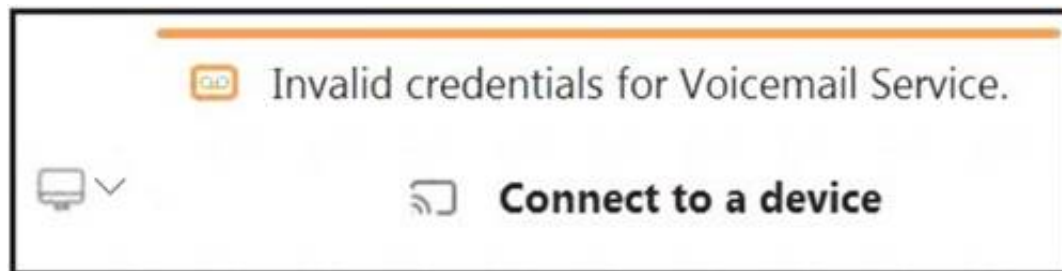 Invalid credentials for Voicemail Service.
Connect to a device